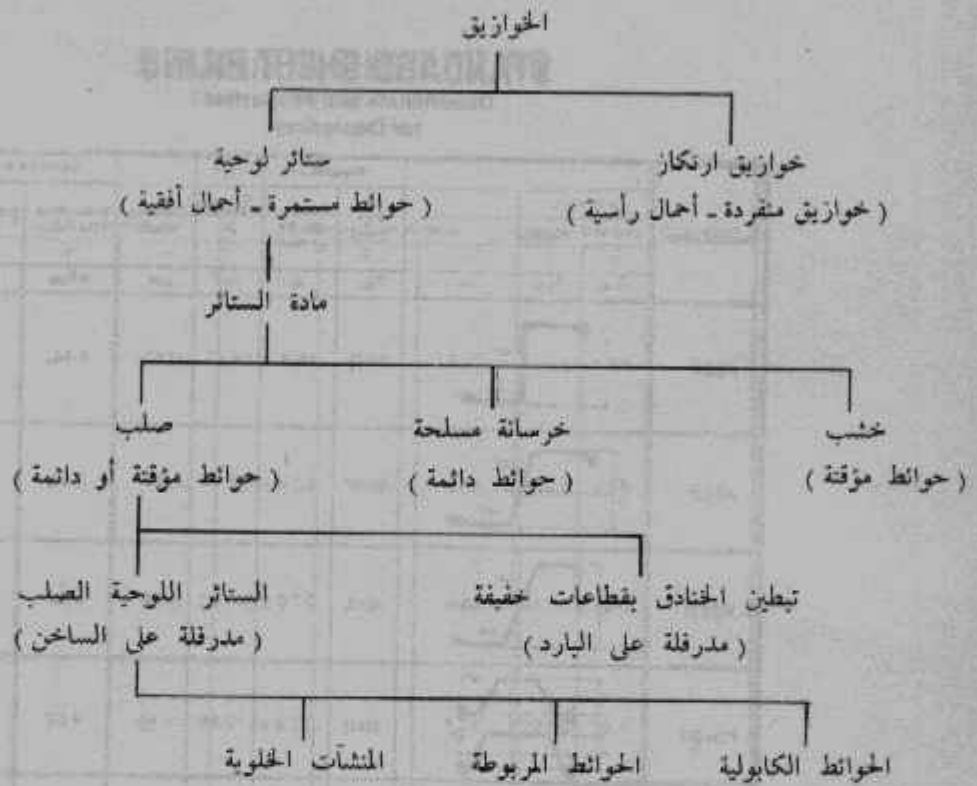 الخوازيق
خوازيق ارتكاز
ستائر لوحية
( خوازيق منفردة - أحمال رأسية )
( حوائط مستمرة - أحمال أفقية )
مادة الستائر
خشب
خرسانة مسلحة
صلب
( حوائط مؤقتة )
( حوائط دائمة )
( حوائط مؤقتة أو دائمة )
تبطين الخنادق بقطاعات خفيفة
الستائر اللوحية الصلب
( مدرفلة على البارد )
( مدرفلة على الساخن )
الحوائط الكابولية
الحوائط المربوطة
المنشآت الخلوية